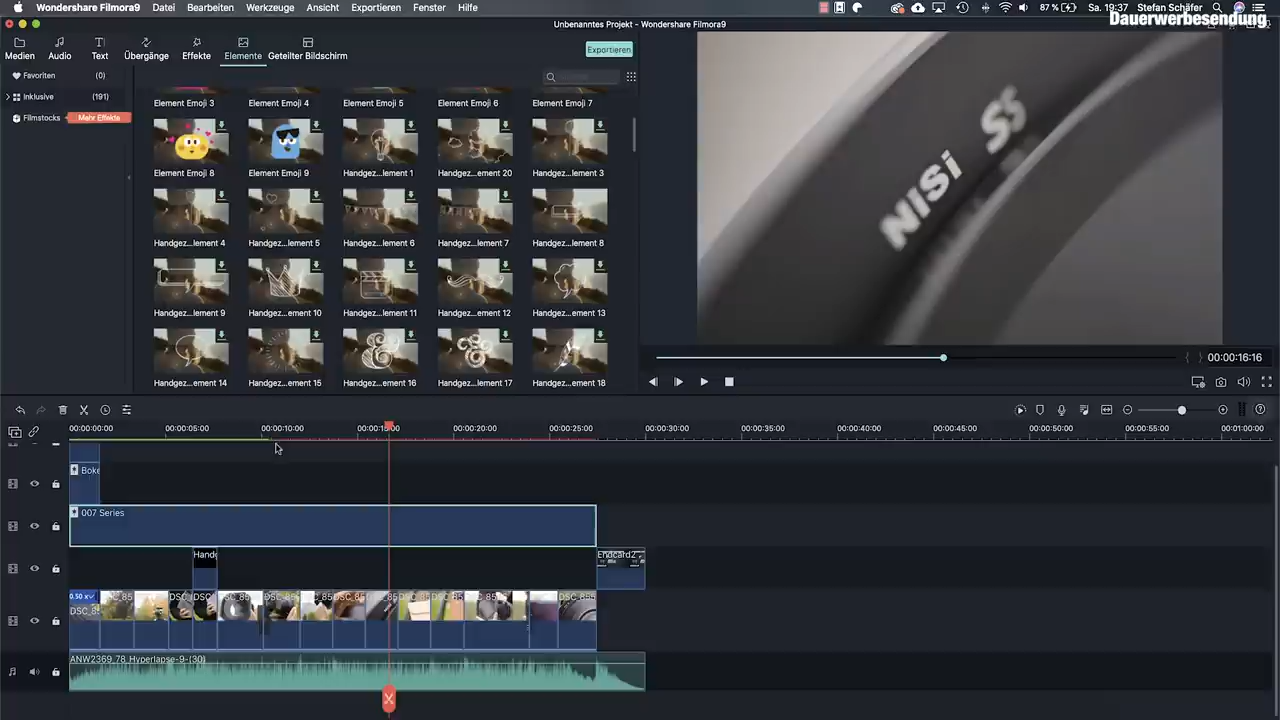 Wondershare Filmora9 Datei Bearbeiten Werkzeuge Ansicht Exportieren Fenster Hilfe 87 % Sa. 19:37 Stefan Schäfer
Dauerwerbesendung
Unbenanntes Projekt - Wondershare Filmora9
Medien Audio Text Übergänge Effekte Elemente Geteilter Bildschirm Exportieren
Favoriten (0)
Inklusive (191)
Filmstocks Mehr Effekte
Element Emoji 3 Element Emoji 4 Element Emoji 5 Element Emoji 6 Element Emoji 7
Element Emoji 8 Element Emoji 9 Handgez...lement 1 Handgez...ement 20 Handgez...lement 3
Handgez...lement 4 Handgez...lement 5 Handgez...lement 6 Handgez...lement 7 Handgez...lement 8
Handgez...lement 9 Handgez...ement 10 Handgez...ement 11 Handgez...ement 12 Handgez...ement 13
Handgez...ement 14 Handgez...ement 15 Handgez...ement 16 Handgez...ement 17 Handgez...ement 18
NiSi SS
00:00:16:16
00:00:00:00 00:00:05:00 00:00:10:00 00:00:20:00 00:00:25:00 00:00:30:00 00:00:35:00 00:00:40:00 00:00:45:00 00:00:50:00 00:00:55:00 00:01:00:00
Boke
007 Series
Handg Endcard2
0.50 x
ANW2369_78_Hyperlapse-9-(30)